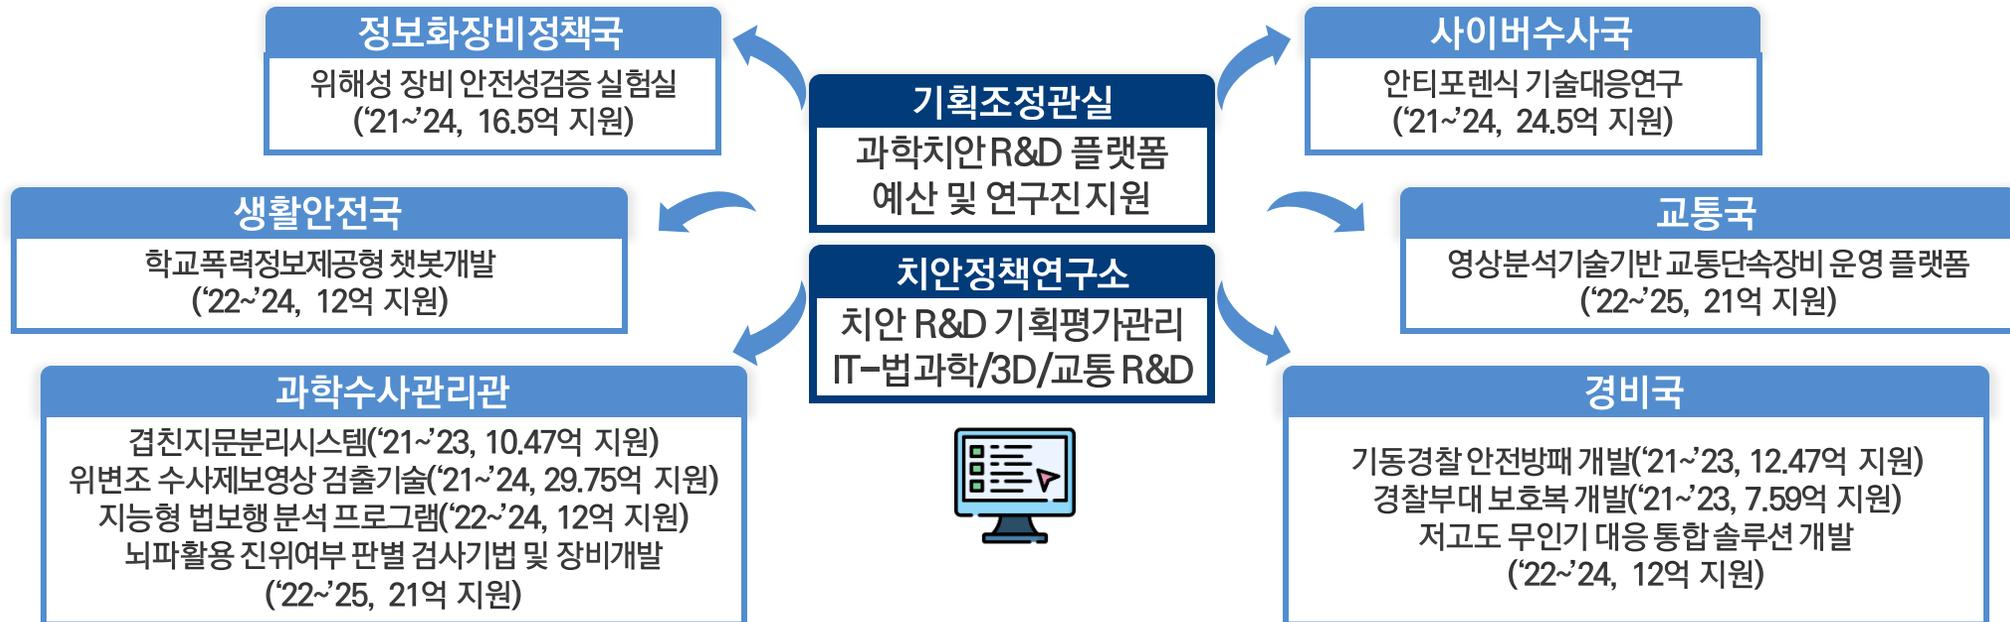 정보화장비정책국
위해성 장비 안전성검증 실험실
(‘21~’24, 16.5억 지원)
사이버수사국
안티포렌식 기술대응연구
(‘21~’24, 24.5억 지원)
기획조정관실
과학치안 R&D 플랫폼
예산 및 연구진 지원
생활안전국
학교폭력정보제공형 챗봇개발
(‘22~’24, 12억 지원)
교통국
영상분석기술기반 교통단속장비 운영 플랫폼
(‘22~’25, 21억 지원)
치안정책연구소
치안 R&D 기획평가관리
IT-법과학/3D/교통 R&D
과학수사관리관
겹친지문분리시스템(‘21~’23, 10.47억 지원)
위변조 수사제보영상 검출기술(‘21~’24, 29.75억 지원)
지능형 법보행 분석 프로그램(‘22~’24, 12억 지원)
뇌파활용 진위여부 판별 검사기법 및 장비개발
(‘22~’25, 21억 지원)
경비국
기동경찰 안전방패 개발(‘21~’23, 12.47억 지원)
경찰부대 보호복 개발(‘21~’23, 7.59억 지원)
저고도 무인기 대응 통합 솔루션 개발
(‘22~’24, 12억 지원)